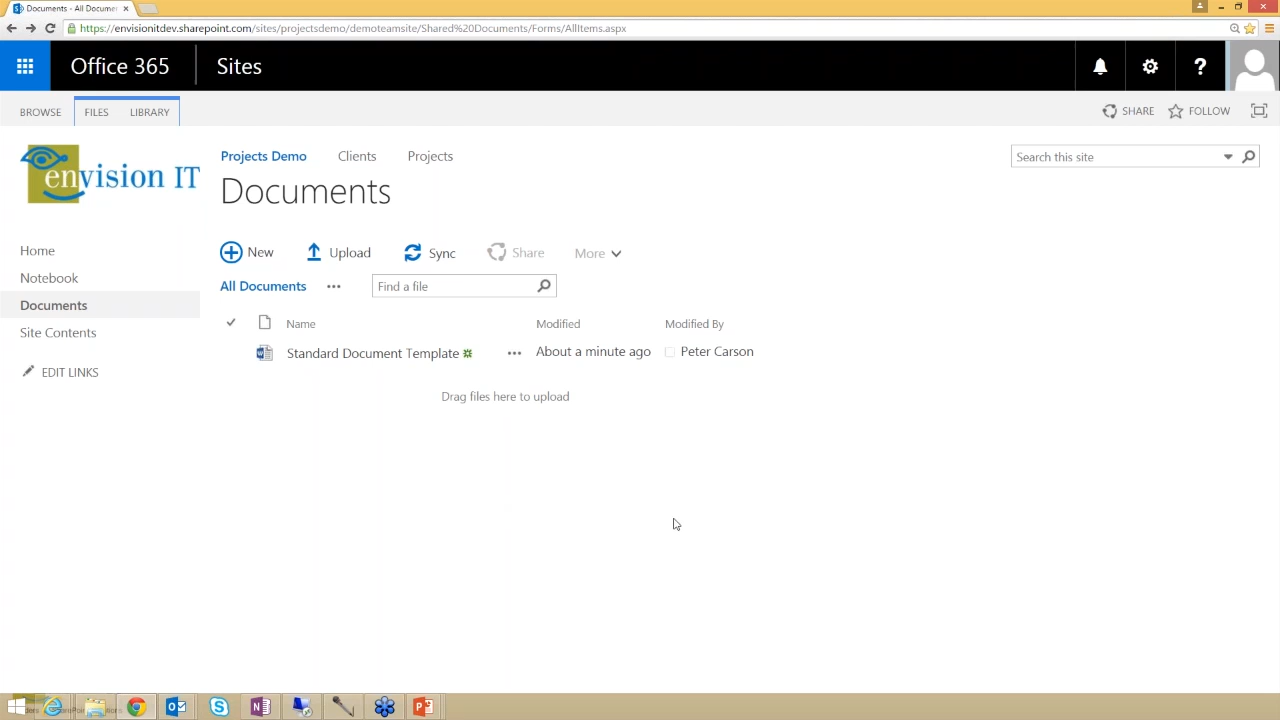 Documents - All Documen
https://envisionitdev.sharepoint.com/sites/projectsdemo/demoteamsite/Shared%20Documents/Forms/AllItems.aspx
Office 365 Sites
BROWSE FILES LIBRARY SHARE FOLLOW
envision IT
Projects Demo Clients Projects
Search this site
Documents
Home
Notebook
Documents
Site Contents
EDIT LINKS
New Upload Sync Share More
All Documents ... Find a file
Name Modified Modified By
Standard Document Template ... About a minute ago Peter Carson
Drag files here to upload